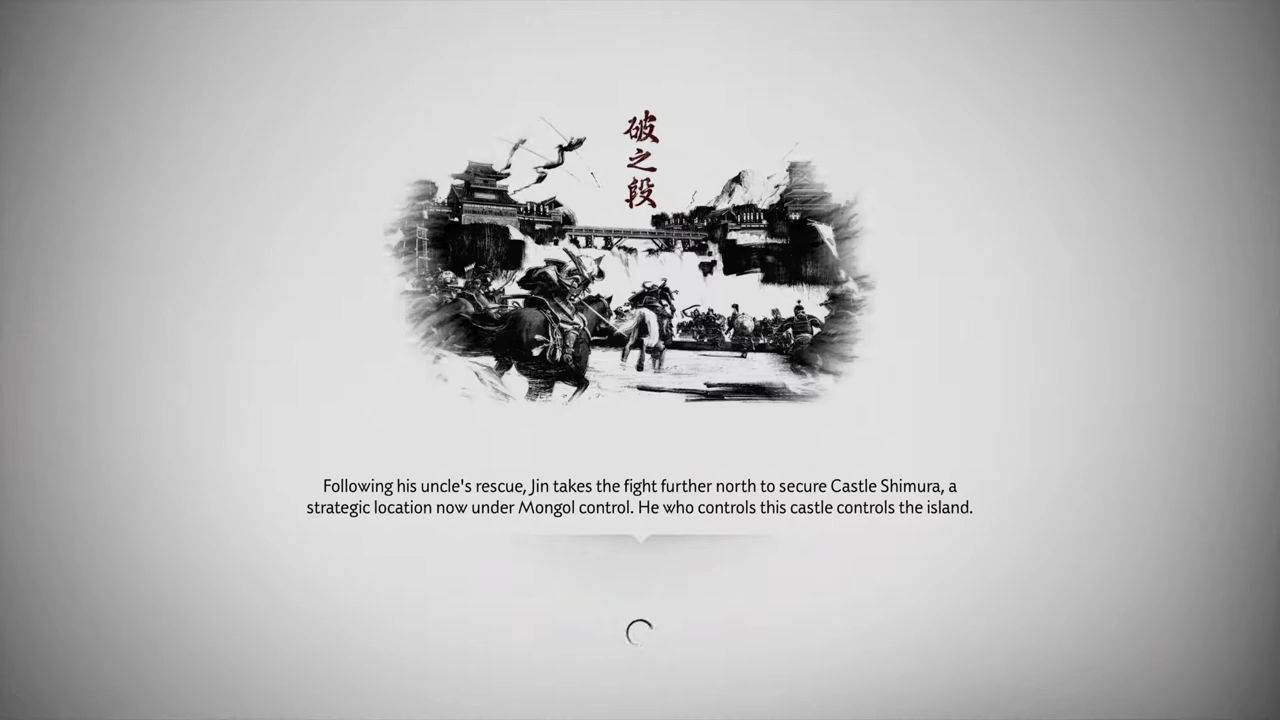 破之段
Following his uncle's rescue, Jin takes the fight further north to secure Castle Shimura, a
strategic location now under Mongol control. He who controls this castle controls the island.